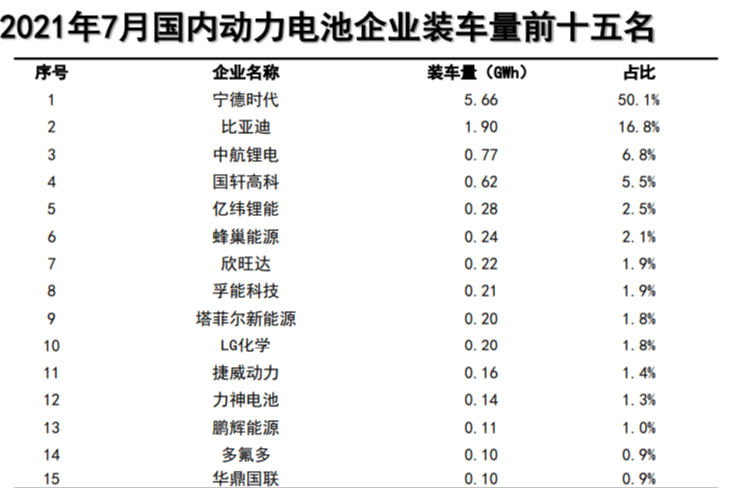 2021年7月国内动力电池企业装车量前十五名
序号 企业名称 装车量（GWh） 占比
1 宁德时代 5.66 50.1%
2 比亚迪 1.90 16.8%
3 中航锂电 0.77 6.8%
4 国轩高科 0.62 5.5%
5 亿纬锂能 0.28 2.5%
6 蜂巢能源 0.24 2.1%
7 欣旺达 0.22 1.9%
8 孚能科技 0.21 1.9%
9 塔菲尔新能源 0.20 1.8%
10 LG化学 0.20 1.8%
11 捷威动力 0.16 1.4%
12 力神电池 0.14 1.3%
13 鹏辉能源 0.11 1.0%
14 多氟多 0.10 0.9%
15 华鼎国联 0.10 0.9%